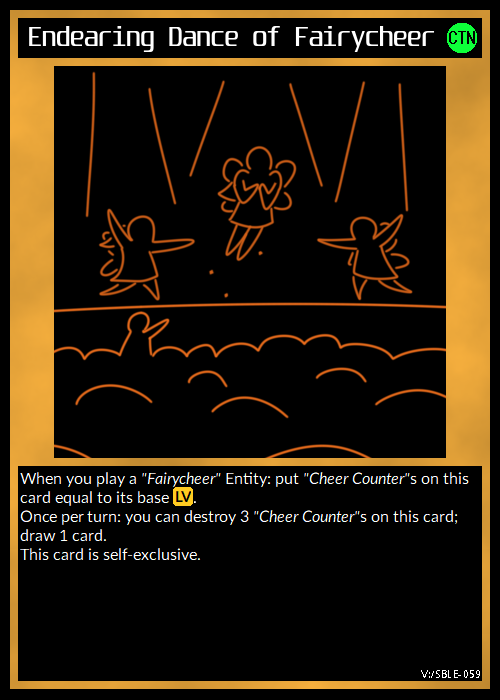 Endearing Dance of Fairycheer CTN
When you play a "Fairycheer" Entity: put "Cheer Counter"s on this
card equal to its base LV.
Once per turn: you can destroy 3 "Cheer Counter"s on this card;
draw 1 card.
This card is self-exclusive.
V:/SBLE-059